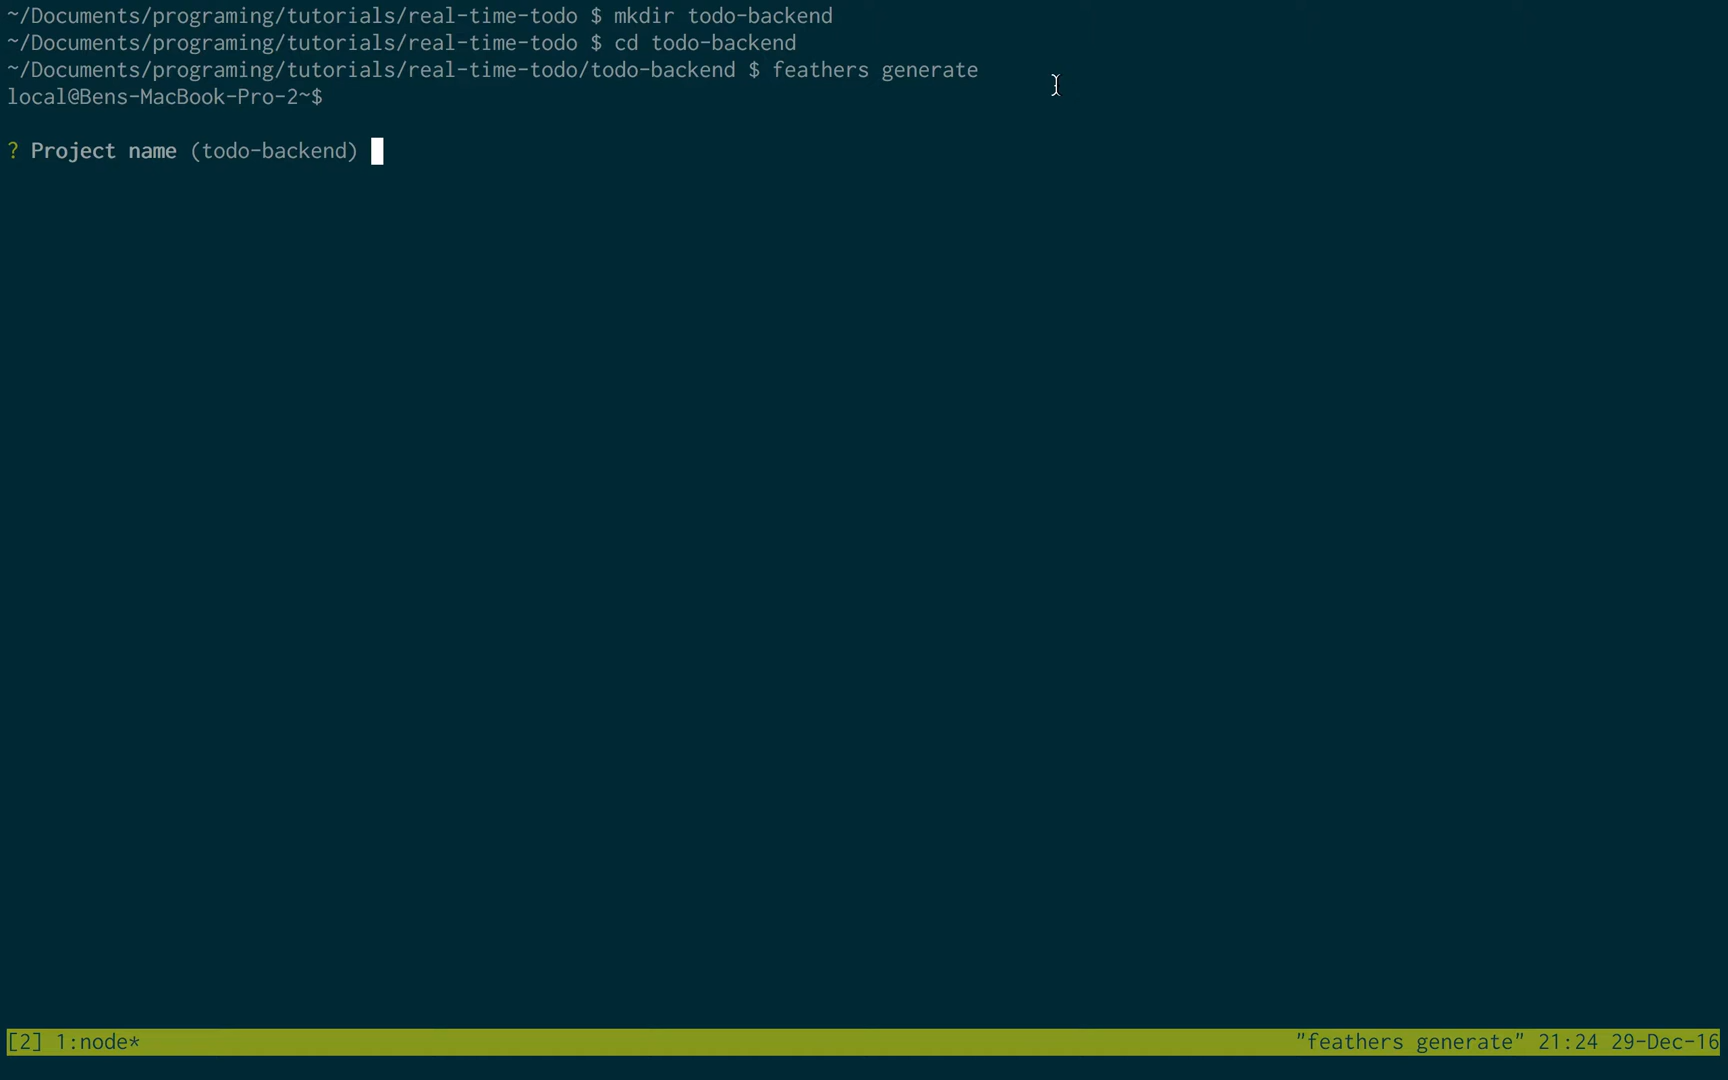 ~/Documents/programing/tutorials/real-time-todo $ mkdir todo-backend
~/Documents/programing/tutorials/real-time-todo $ cd todo-backend
~/Documents/programing/tutorials/real-time-todo/todo-backend $ feathers generate
local@Bens-MacBook-Pro-2~$
? Project name (todo-backend)
[2] 1:node* "feathers generate" 21:24 29-Dec-16